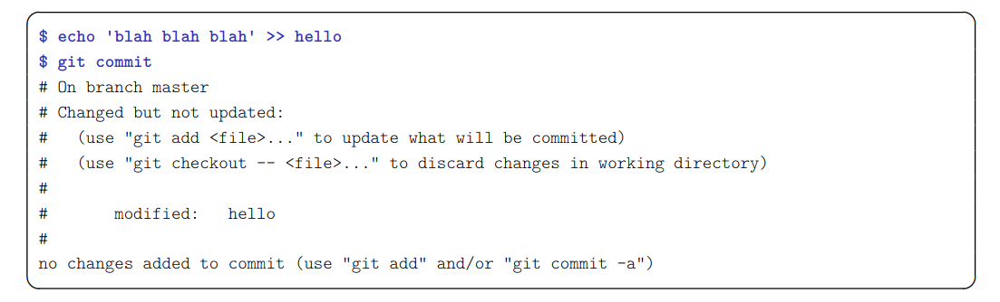 $ echo 'blah blah blah' >> hello
$ git commit
# On branch master
# Changed but not updated:
#   (use "git add <file>..." to update what will be committed)
#   (use "git checkout -- <file>..." to discard changes in working directory)
#
#       modified:   hello
#
no changes added to commit (use "git add" and/or "git commit -a")